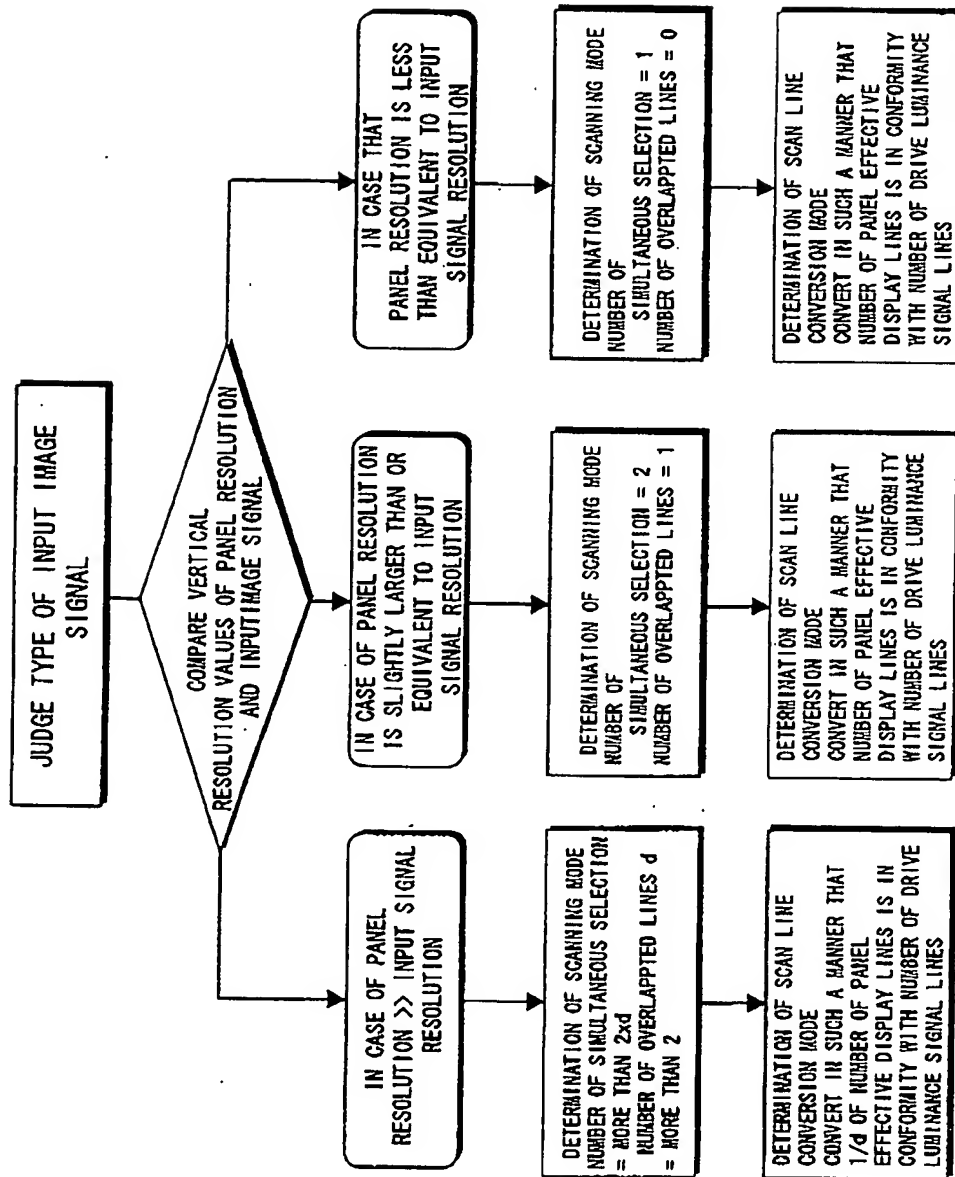 JUDGE TYPE OF INPUT IMAGE
SIGNAL
COMPARE VERTICAL
RESOLUTION VALUES OF PANEL RESOLUTION
AND INPUTIMAGE SIGNAL
IN CASE OF PANEL
RESOLUTION >> INPUT SIGNAL
RESOLUTION
DETERMINATION OF SCANNING MODE
NUMBER OF SIMULTANEOUS SELECTION
= MORE THAN 2xd
NUMBER OF OVERLAPPTED LINES d
= MORE THAN 2
DETERMINATION OF SCAN LINE
CONVERSION MODE
CONVERT IN SUCH A MANNER THAT
1/d OF NUMBER OF PANEL
EFFECTIVE DISPLAY LINES IS IN
CONFORMITY WITH NUMBER OF DRIVE
LUMINANCE SIGNAL LINES
IN CASE OF PANEL RESOLUTION
IS SLIGHTLY LARGER THAN OR
EQUIVALENT TO INPUT
SIGNAL RESOLUTION
DETERMINATION OF SCANNING MODE
NUMBER OF
SIMULTANEOUS SELECTION = 2
NUMBER OF OVERLAPPTED LINES = 1
DETERMINATION OF SCAN LINE
CONVERSION MODE
CONVERT IN SUCH A MANNER THAT
NUMBER OF PANEL EFFECTIVE
DISPLAY LINES IS IN CONFORMITY
WITH NUMBER OF DRIVE LUMINANCE
SIGNAL LINES
IN CASE THAT
PANEL RESOLUTION IS LESS
THAN EQUIVALENT TO INPUT
SIGNAL RESOLUTION
DETERMINATION OF SCANNING MODE
NUMBER OF
SIMULTANEOUS SELECTION = 1
NUMBER OF OVERLAPPTED LINES = 0
DETERMINATION OF SCAN LINE
CONVERSION MODE
CONVERT IN SUCH A MANNER THAT
NUMBER OF PANEL EFFECTIVE
DISPLAY LINES IS IN CONFORMITY
WITH NUMBER OF DRIVE LUMINANCE
SIGNAL LINES